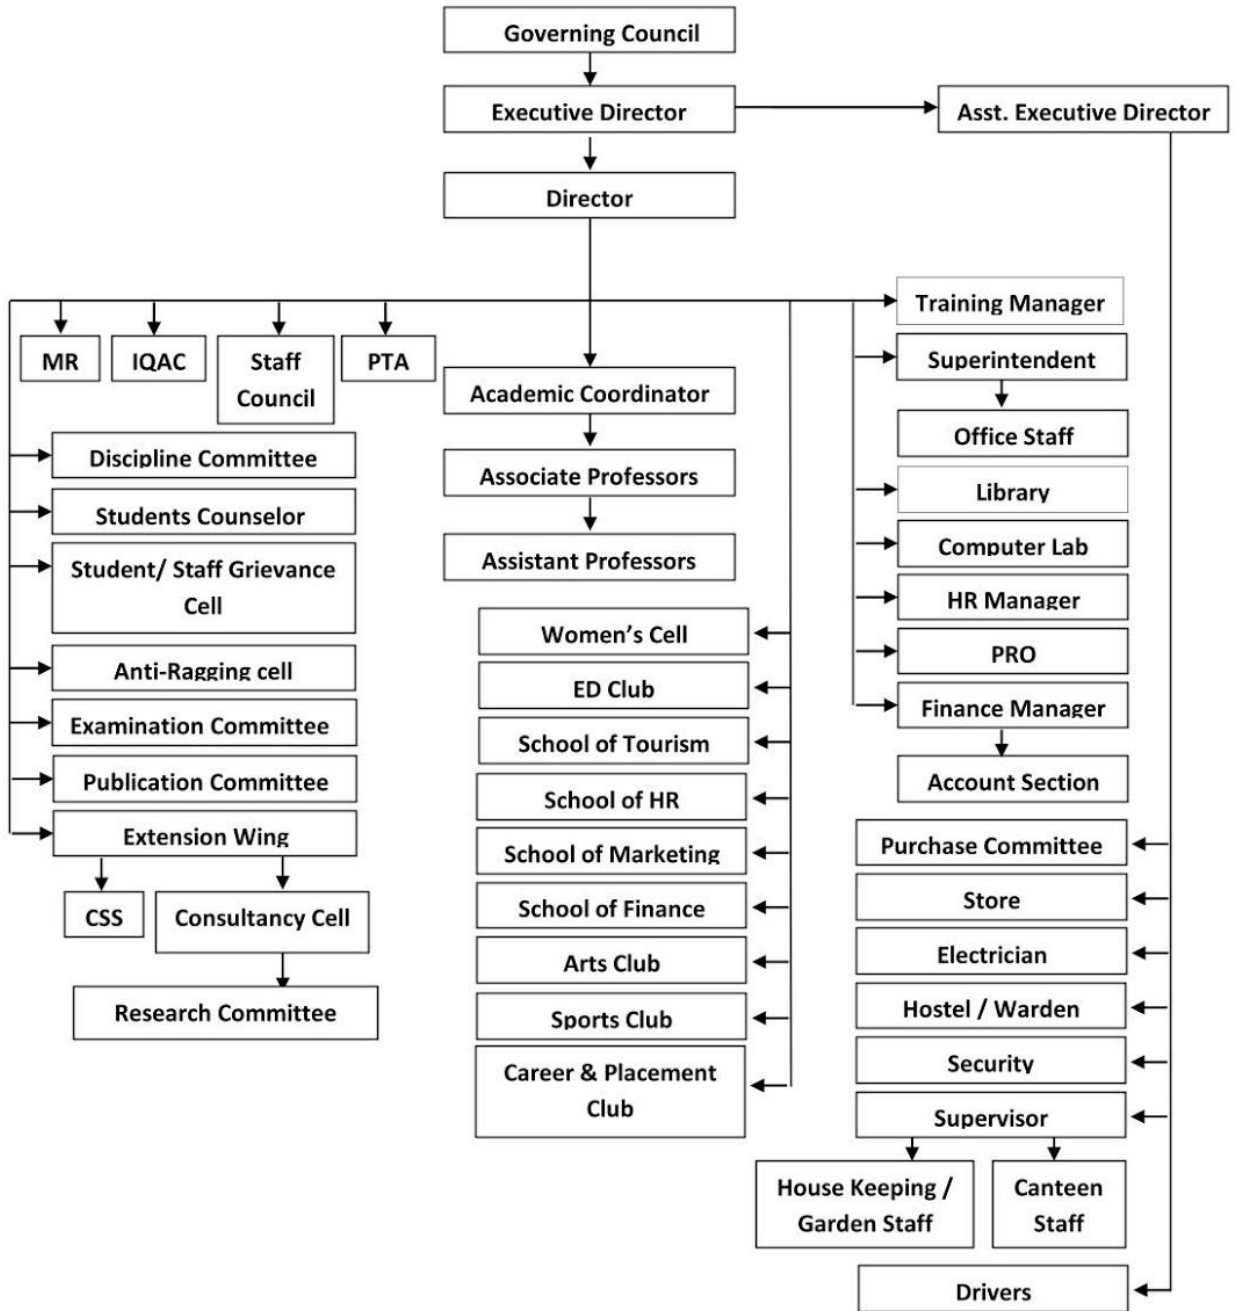 Governing Council
Executive Director
Asst. Executive Director
Director
Training Manager
MR
IQAC
Staff
Council
PTA
Superintendent
Academic Coordinator
Office Staff
Discipline Committee
Associate Professors
Library
Students Counselor
Computer Lab
Student/ Staff Grievance
Cell
Assistant Professors
HR Manager
Women's Cell
PRO
Anti-Ragging cell
ED Club
Finance Manager
Examination Committee
School of Tourism
Publication Committee
Account Section
School of HR
Extension Wing
School of Marketing
Purchase Committee
CSS
Consultancy Cell
School of Finance
Store
Arts Club
Electrician
Research Committee
Sports Club
Hostel / Warden
Career & Placement
Club
Security
Supervisor
House Keeping /
Garden Staff
Canteen
Staff
Drivers